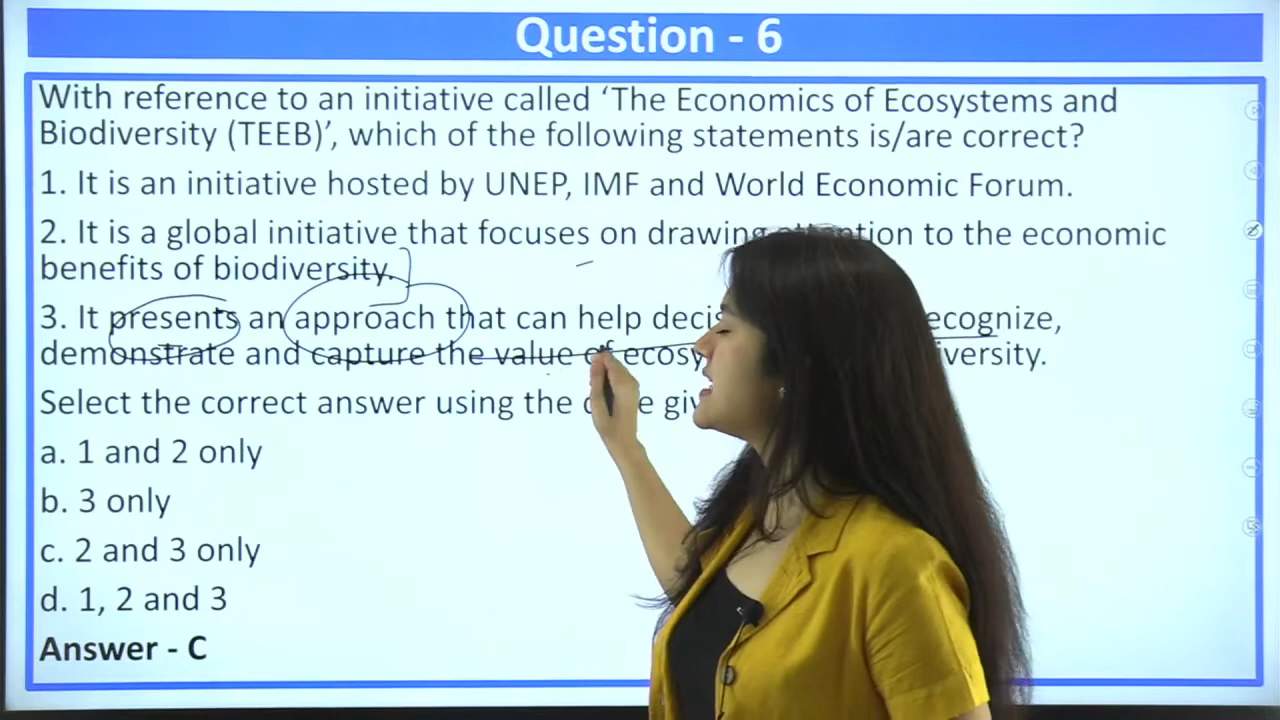 Question - 6
With reference to an initiative called ‘The Economics of Ecosystems and
Biodiversity (TEEB)’, which of the following statements is/are correct?
1. It is an initiative hosted by UNEP, IMF and World Economic Forum.
2. It is a global initiative that focuses on drawing to the economic
benefits of biodiversity.
3. It presents an approach that can help
demonstrate and capture the value of
Select the correct answer using the
a. 1 and 2 only
b. 3 only
c. 2 and 3 only
d. 1, 2 and 3
Answer - C